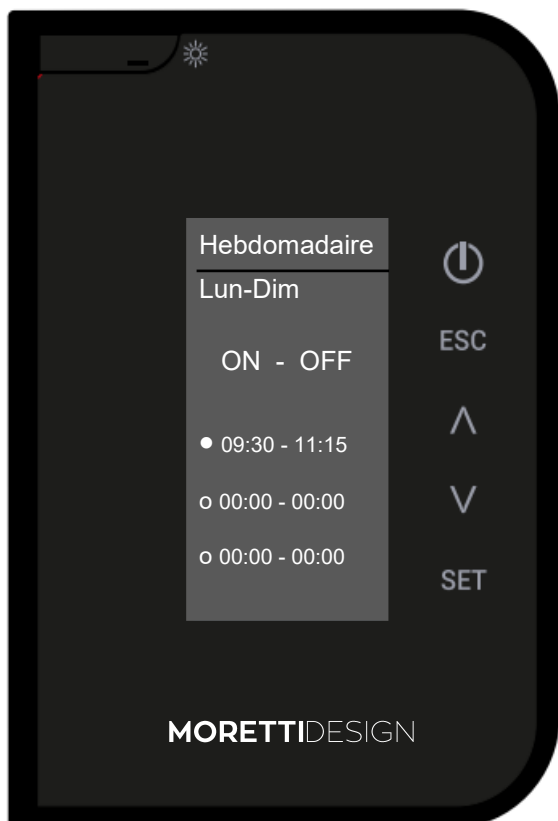 Hebdomadaire
Lun-Dim
ON - OFF
● 09:30 - 11:15
o 00:00 - 00:00
o 00:00 - 00:00
ESC
SET
MORETTIDESIGN